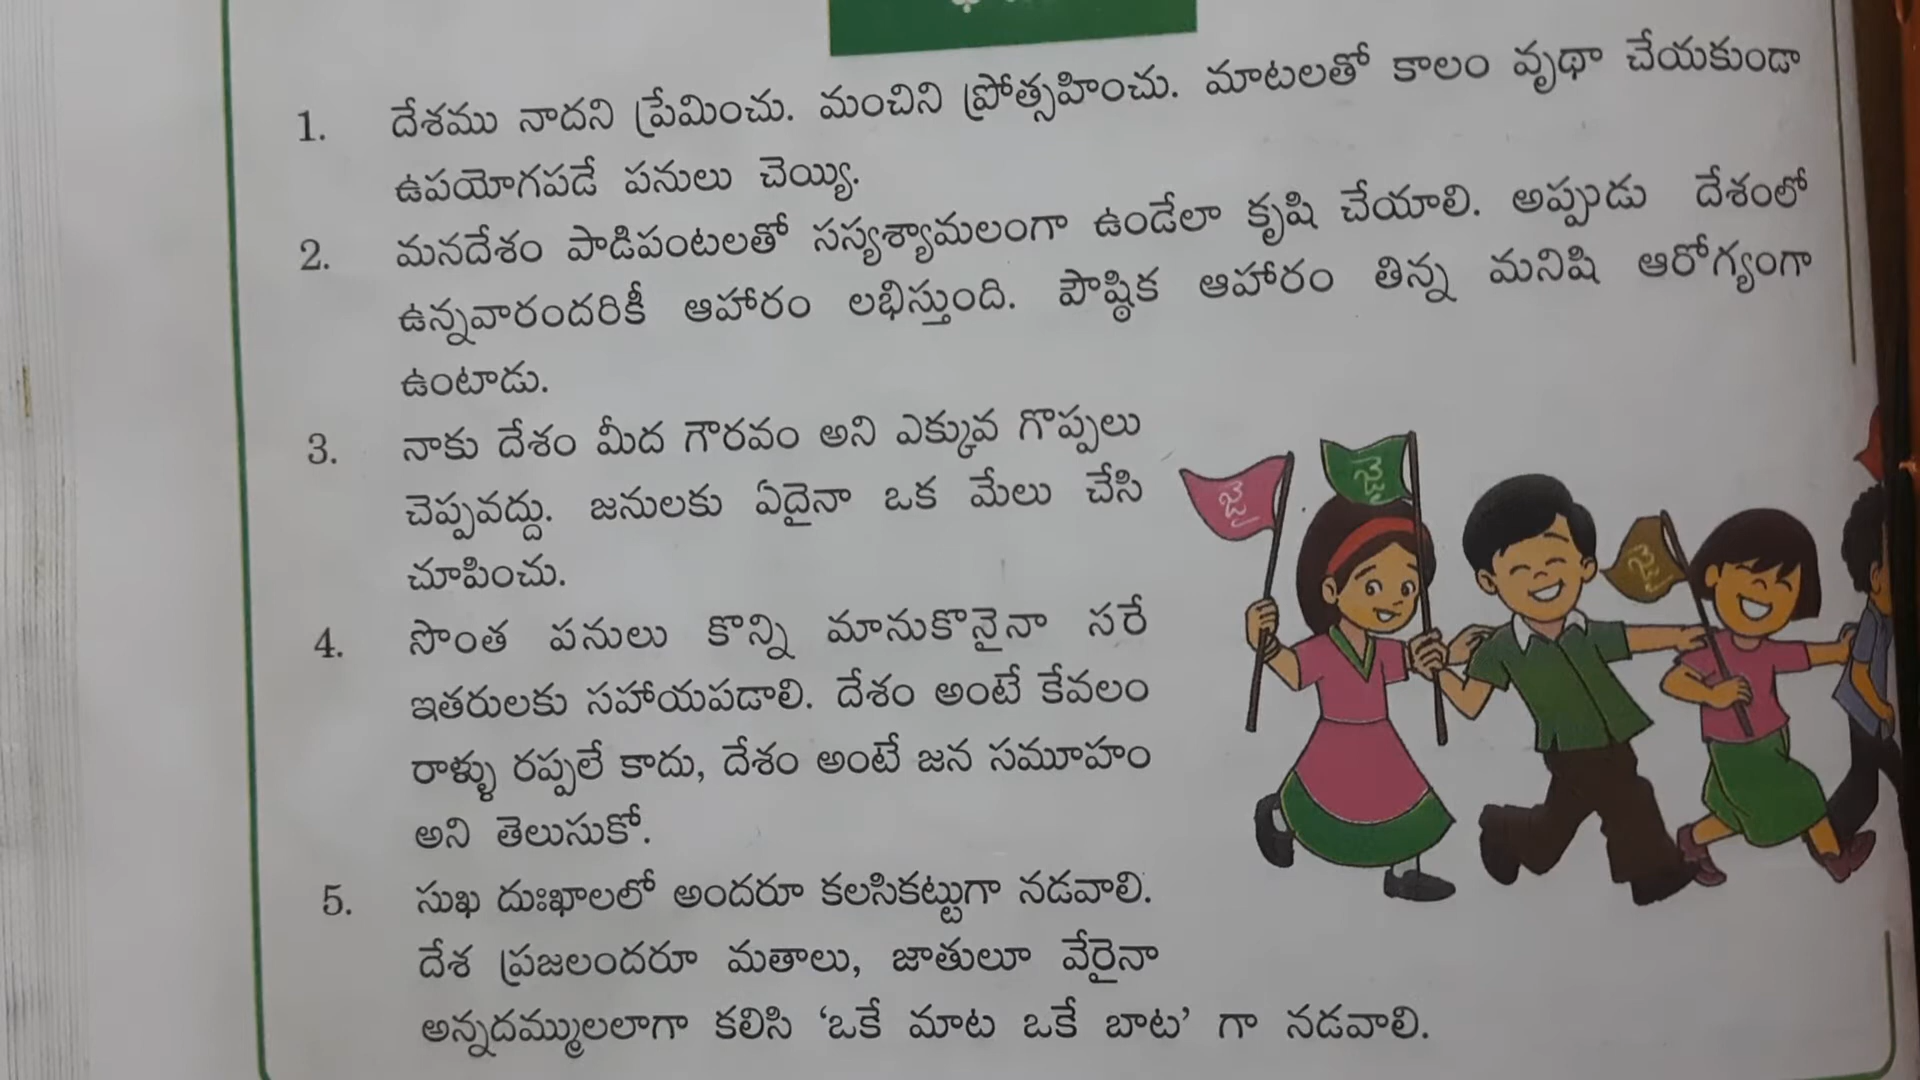 1. దేశము నాదని ప్రేమించు. మంచిని ప్రోత్సహించు. మాటలతో కాలం వృథా చేయకుండా
ఉపయోగపడే పనులు చెయ్యి.
2. మనదేశం పాడిపంటలతో సస్యశ్యామలంగా ఉండేలా కృషి చేయాలి. అప్పుడు దేశంలో
ఉన్నవారందరికీ ఆహారం లభిస్తుంది. పౌష్ఠిక ఆహారం తిన్న మనిషి ఆరోగ్యంగా
ఉంటాడు.
3. నాకు దేశం మీద గౌరవం అని ఎక్కువ గొప్పలు
చెప్పవద్దు. జనులకు ఏదైనా ఒక మేలు చేసి
చూపించు.
4. సొంత పనులు కొన్ని మానుకొనైనా సరే
ఇతరులకు సహాయపడాలి. దేశం అంటే కేవలం
రాళ్ళు రప్పలే కాదు, దేశం అంటే జన సమూహం
అని తెలుసుకో.
5. సుఖ దుఃఖాలలో అందరూ కలసికట్టుగా నడవాలి.
దేశ ప్రజలందరూ మతాలు, జాతులూ వేరైనా
అన్నదమ్ములలాగా కలిసి ‘ఒకే మాట ఒకే బాట’ గా నడవాలి.
జై
జై
జై